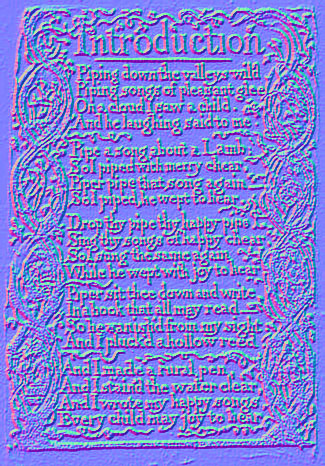 Introduction
Piping down the valleys wild
Piping songs of pleasant glee
On a cloud I saw a child.
And he laughing said to me.
Pipe a song about a Lamb:
So I piped with merry chear,
Piper pipe that song again
So I piped, he wept to hear.
Drop thy pipe thy happy pipe
Sing thy songs of happy chear
So I sung the same again
While he wept with joy to hear
Piper sit thee down and write
In a book that all may read
So he vanish'd from my sight
And I pluck'd a hollow reed.
And I made a rural pen,
And I stain'd the water clear,
And I wrote my happy songs
Every child may joy to hear